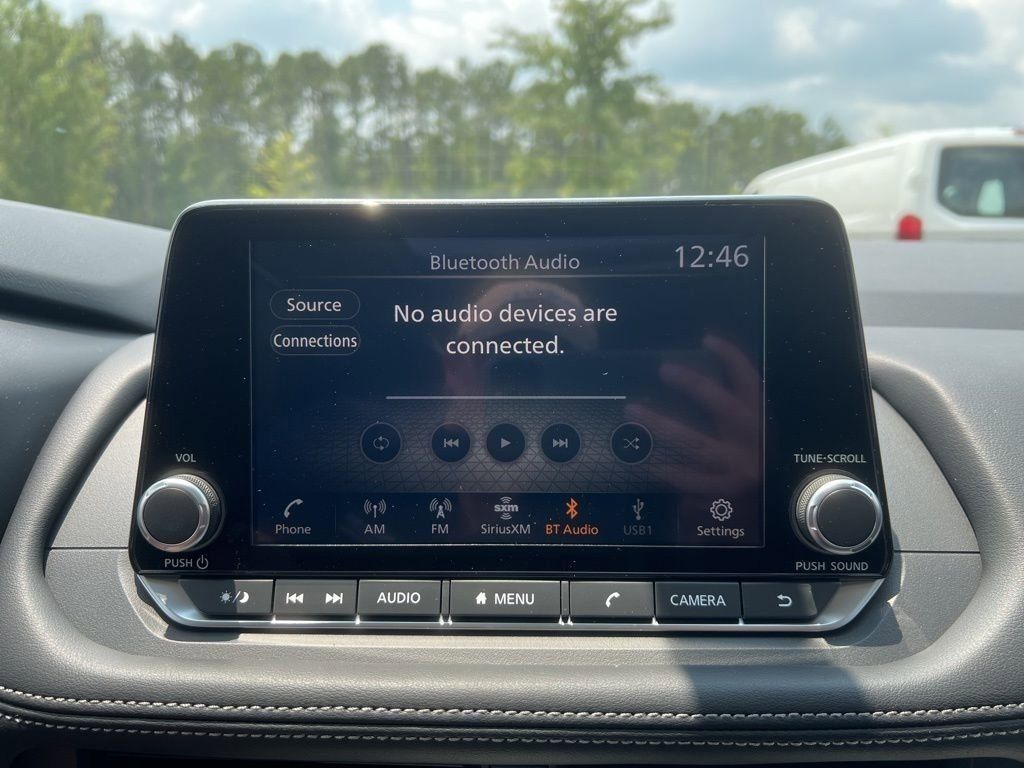 Bluetooth Audio
12:46
Source
No audio devices are
connected.
Connections
VOL
TUNE•SCROLL
Phone
AM
FM
sxm
SiriusXM
BT Audio
USB1
Settings
PUSH
PUSH SOUND
AUDIO
MENU
CAMERA